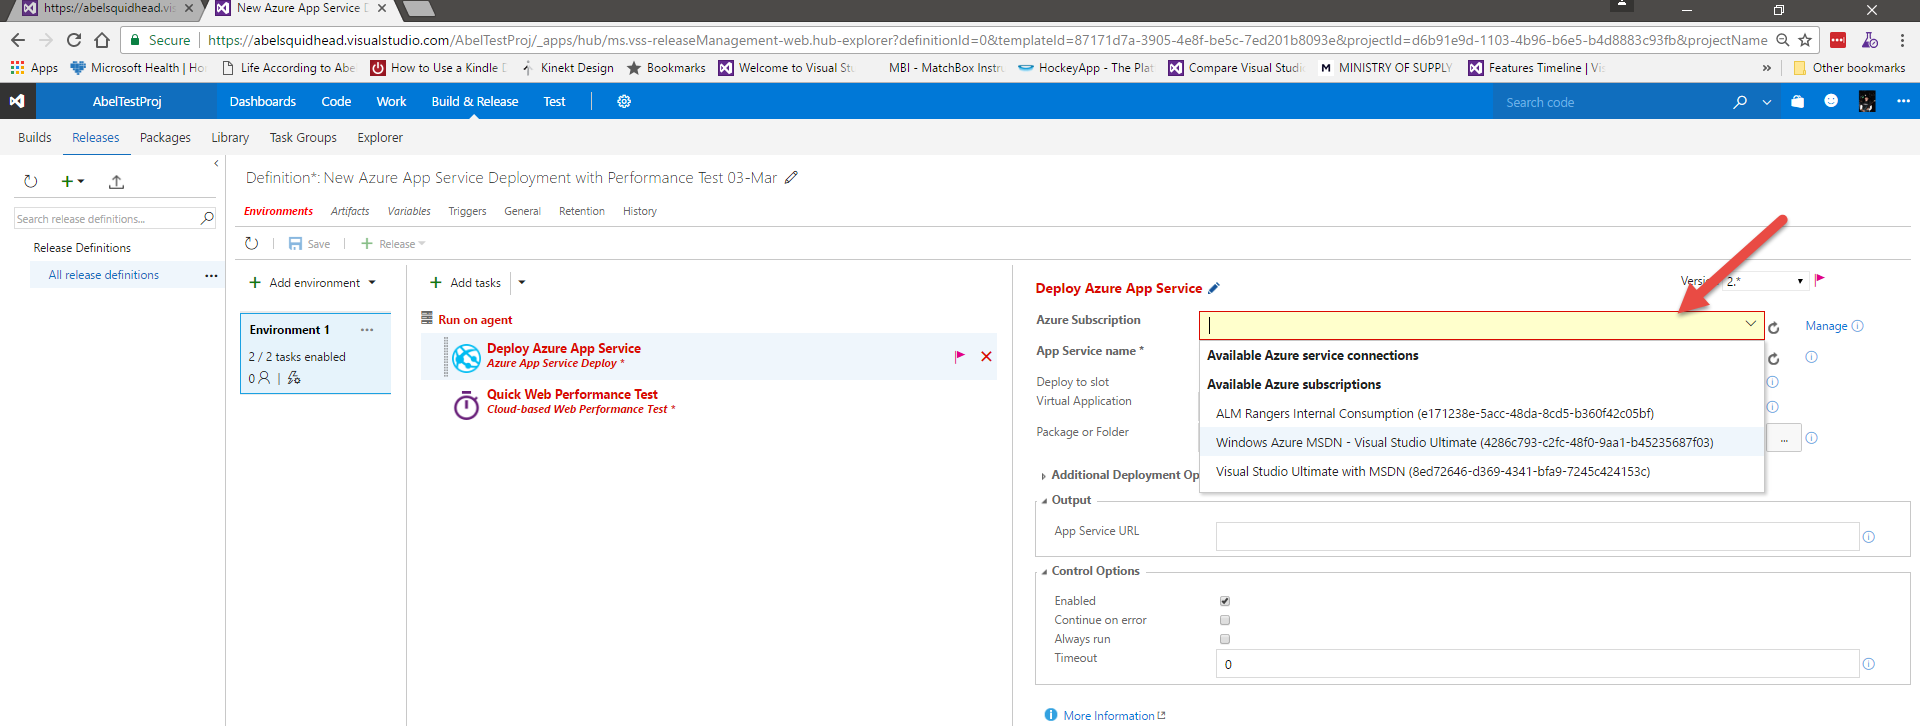 https://abelsquidhead.vis
New Azure App Service D
Secure
https://abelsquidhead.visualstudio.com/AbelTestProj/_apps/hub/ms.vss-releaseManagement-web.hub-explorer?definitionId=0&templateId=87171d7a-3905-4e8f-be5c-7ed201b8093e&projectId=d6b91e9d-1103-4b96-b6e5-b4d8883c93fb&projectName
Apps
Microsoft Health | Ho
Life According to Abe
How to Use a Kindle D
Kinekt Design
Bookmarks
Welcome to Visual Stu
MBI - MatchBox Instru
HockeyApp - The Plat
Compare Visual Studio
M MINISTRY OF SUPPLY
Features Timeline | Vis
» Other bookmarks
AbelTestProj
Dashboards Code Work Build & Release Test
Search code
Builds Releases Packages Library Task Groups Explorer
Definition*: New Azure App Service Deployment with Performance Test 03-Mar
Environments Artifacts Variables Triggers General Retention History
Search release definitions...
Save
Release
Release Definitions
All release definitions ...
Add environment
Add tasks
Environment 1 ...
2 / 2 tasks enabled
0
Run on agent
Deploy Azure App Service
Azure App Service Deploy *
Quick Web Performance Test
Cloud-based Web Performance Test *
Deploy Azure App Service
2.*
Azure Subscription
Manage
App Service name *
Available Azure service connections
Deploy to slot
Available Azure subscriptions
Virtual Application
ALM Rangers Internal Consumption (e171238e-5acc-48da-8cd5-b360f42c05bf)
Package or Folder
Windows Azure MSDN - Visual Studio Ultimate (4286c793-c2fc-48f0-9aa1-b45235687f03)
...
Visual Studio Ultimate with MSDN (8ed72646-d369-4341-bfa9-7245c424153c)
Additional Deployment Op
Output
App Service URL
Control Options
Enabled
Continue on error
Always run
Timeout
0
More Information